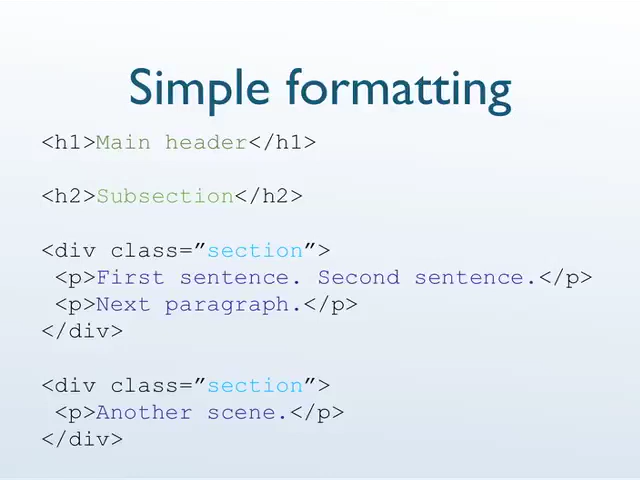 Simple formatting
<h1>Main header</h1>
<h2>Subsection</h2>
<div class=”section”>
<p>First sentence. Second sentence.</p>
<p>Next paragraph.</p>
</div>
<div class=”section”>
<p>Another scene.</p>
</div>